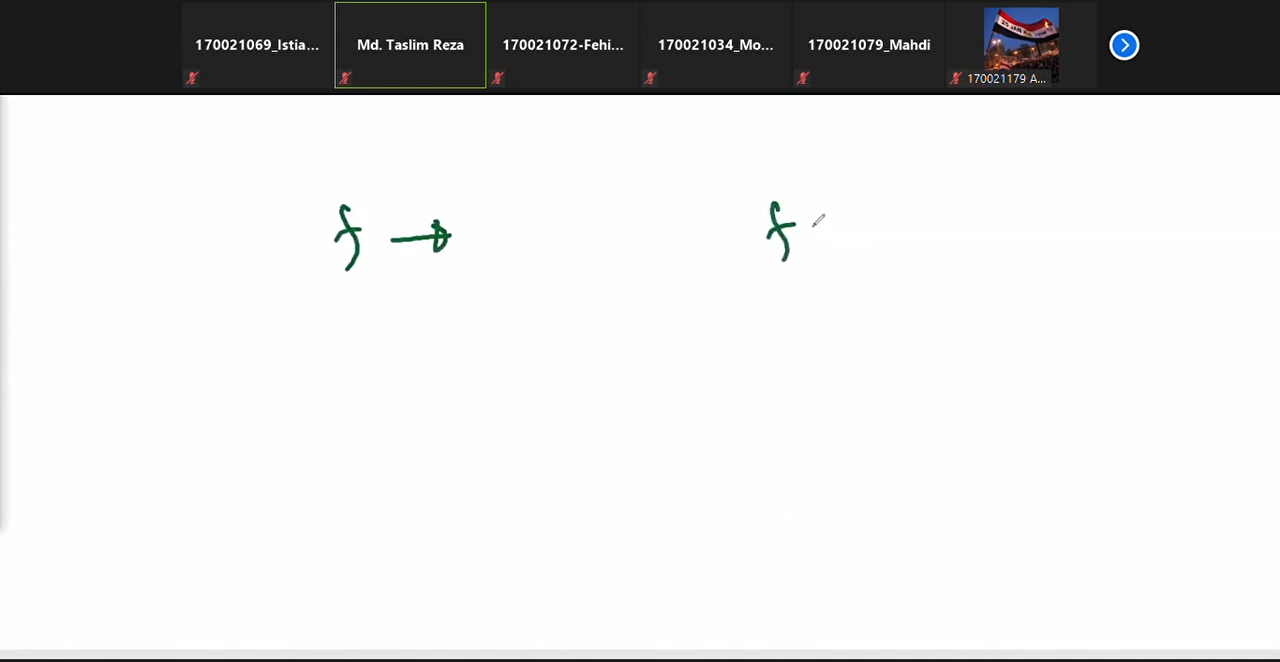 170021069_Istia... Md. Taslim Reza 170021072-Fehi... 170021034_Mo... 170021079_Mahdi 170021179 A...
f → f